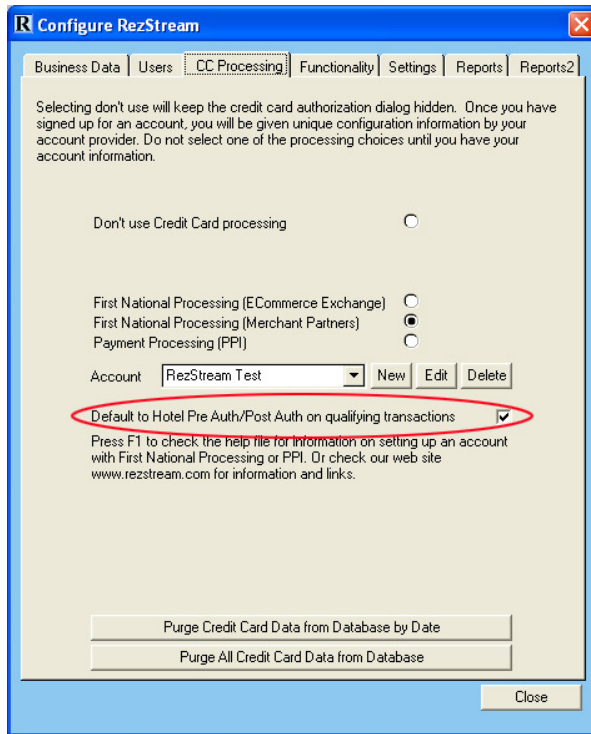 R Configure RezStream
Business Data Users CC Processing Functionality Settings Reports Reports2
Selecting don't use will keep the credit card authorization dialog hidden. Once you have
signed up for an account, you will be given unique configuration information by your
account provider. Do not select one of the processing choices until you have your
account information.
Don't use Credit Card processing
First National Processing (ECommerce Exchange)
First National Processing (Merchant Partners)
Payment Processing (PPI)
Account RezStream Test New Edit Delete
Default to Hotel Pre Auth/Post Auth on qualifying transactions
Press F1 to check the help file for information on setting up an account
with First National Processing or PPI. Or check our web site
www.rezstream.com for information and links.
Purge Credit Card Data from Database by Date
Purge All Credit Card Data from Database
Close